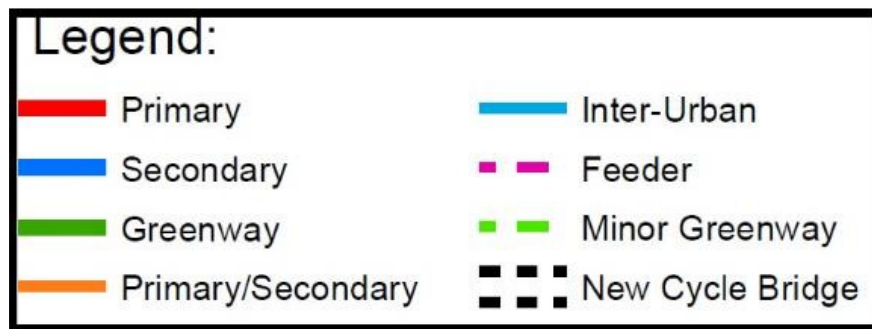 Legend:
Primary
Inter-Urban
Secondary
Feeder
Greenway
Minor Greenway
Primary/Secondary
New Cycle Bridge